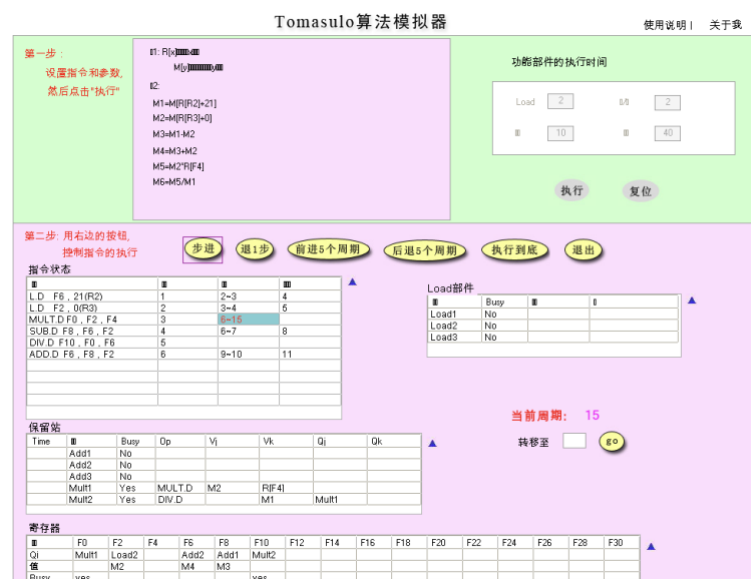 Tomasulo算法模拟器
使用说明 | 关于我
第一步：
设置指令和参数,
然后点击"执行"
1: R[x]
M[y]
2:
M1=M[R[R2]+21]
M2=M[R[R3]+0]
M3=M1-M2
M4=M3+M2
M5=M2*R[F4]
M6=M5/M1
功能部件的执行时间
Load 2 / 2
10 40
执行 复位
第二步: 用右边的按钮,
控制指令的执行
步进 退1步 前进5个周期 后退5个周期 执行到底 退出
指令状态
L.D F6 , 21(R2) 1 2~3 4
L.D F2 , 0(R3) 2 3~4 5
MULT.D F0 , F2 , F4 3 6~15
SUB.D F8 , F6 , F2 4 6~7 8
DIV.D F10 , F0 , F6 5
ADD.D F6 , F8 , F2 6 9~10 11
Load部件
Busy
Load1 No
Load2 No
Load3 No
当前周期: 15
转移至 go
保留站
Time Busy Op Vj Vk Qj Qk
Add1 No
Add2 No
Add3 No
Mult1 Yes MULT.D M2 R[F4]
Mult2 Yes DIV.D M1 Mult1
寄存器
F0 F2 F4 F6 F8 F10 F12 F14 F16 F18 F20 F22 F24 F26 F28 F30
Qi Mult1 Load2 Add2 Add1 Mult2
值 M2 M4 M3
Busy yes yes